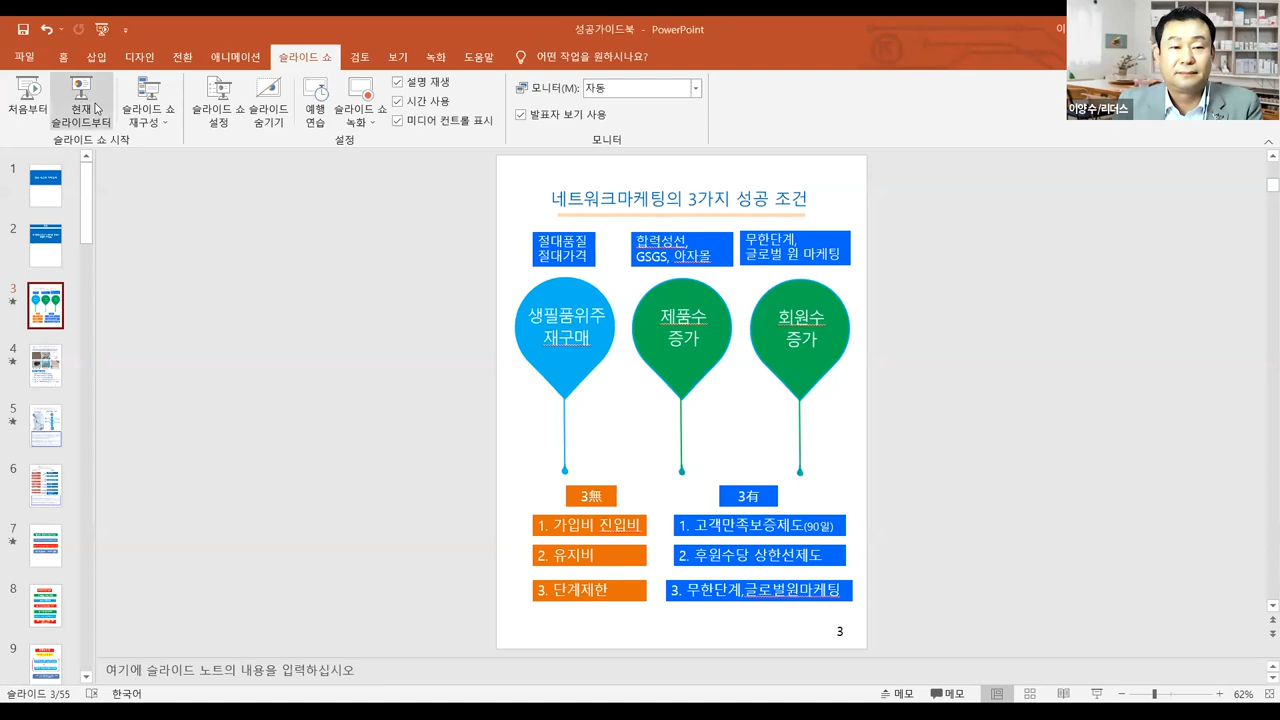 성공가이드북 - PowerPoint
이
파일
홈
삽입
디자인
전환
애니메이션
슬라이드 쇼
검토
보기
녹화
도움말
어떤 작업을 원하시나요?
처음부터
현재
슬라이드부터
슬라이드 쇼
재구성
슬라이드 쇼
설정
슬라이드
숨기기
예행
연습
슬라이드 쇼
녹화
설명 재생
시간 사용
미디어 컨트롤 표시
모니터(M):
자동
발표자 보기 사용
슬라이드 쇼 시작
설정
모니터
이양수/리더스
1
2
3
4
5
6
7
8
9
네트워크마케팅의 3가지 성공 조건
절대품질
절대가격
합력성선,
GSGS, 아자몰
무한단계,
글로벌 원 마케팅
생필품위주
재구매
제품수
증가
회원수
증가
3無
3有
1. 가입비 진입비
1. 고객만족보증제도(90일)
2. 유지비
2. 후원수당 상한선제도
3. 단계제한
3. 무한단계,글로벌원마케팅
3
여기에 슬라이드 노트의 내용을 입력하십시오
슬라이드 3/55
한국어
메모
메모
62%